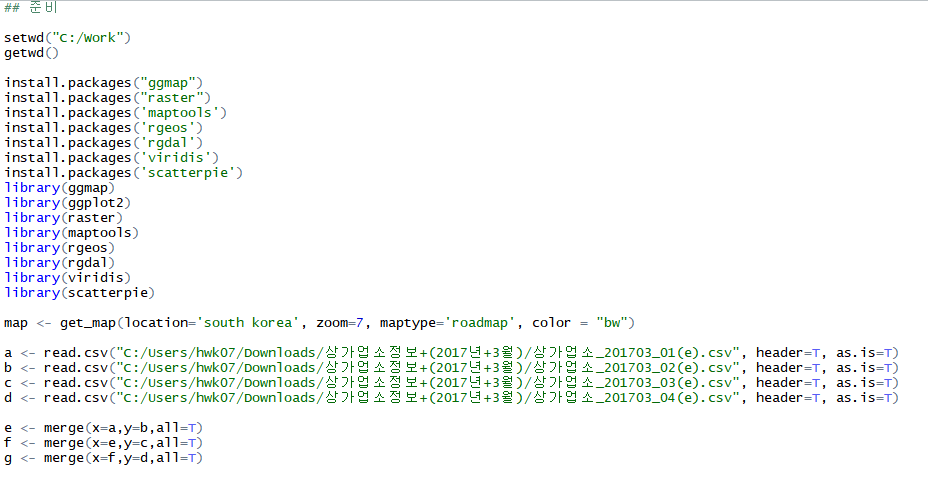 ## 준비
setwd("C:/Work")
getwd()
install.packages("ggmap")
install.packages("raster")
install.packages('maptools')
install.packages('rgeos')
install.packages('rgdal')
install.packages('viridis')
install.packages('scatterpie')
library(ggmap)
library(ggplot2)
library(raster)
library(maptools)
library(rgeos)
library(rgdal)
library(viridis)
library(scatterpie)
map <- get_map(location='south korea', zoom=7, maptype='roadmap', color = "bw")
a <- read.csv("C:/Users/hwk07/Downloads/상가업소정보+(2017년+3월)/상가업소_201703_01(e).csv", header=T, as.is=T)
b <- read.csv("C:/Users/hwk07/Downloads/상가업소정보+(2017년+3월)/상가업소_201703_02(e).csv", header=T, as.is=T)
c <- read.csv("C:/Users/hwk07/Downloads/상가업소정보+(2017년+3월)/상가업소_201703_03(e).csv", header=T, as.is=T)
d <- read.csv("C:/Users/hwk07/Downloads/상가업소정보+(2017년+3월)/상가업소_201703_04(e).csv", header=T, as.is=T)
e <- merge(x=a,y=b,all=T)
f <- merge(x=e,y=c,all=T)
g <- merge(x=f,y=d,all=T)